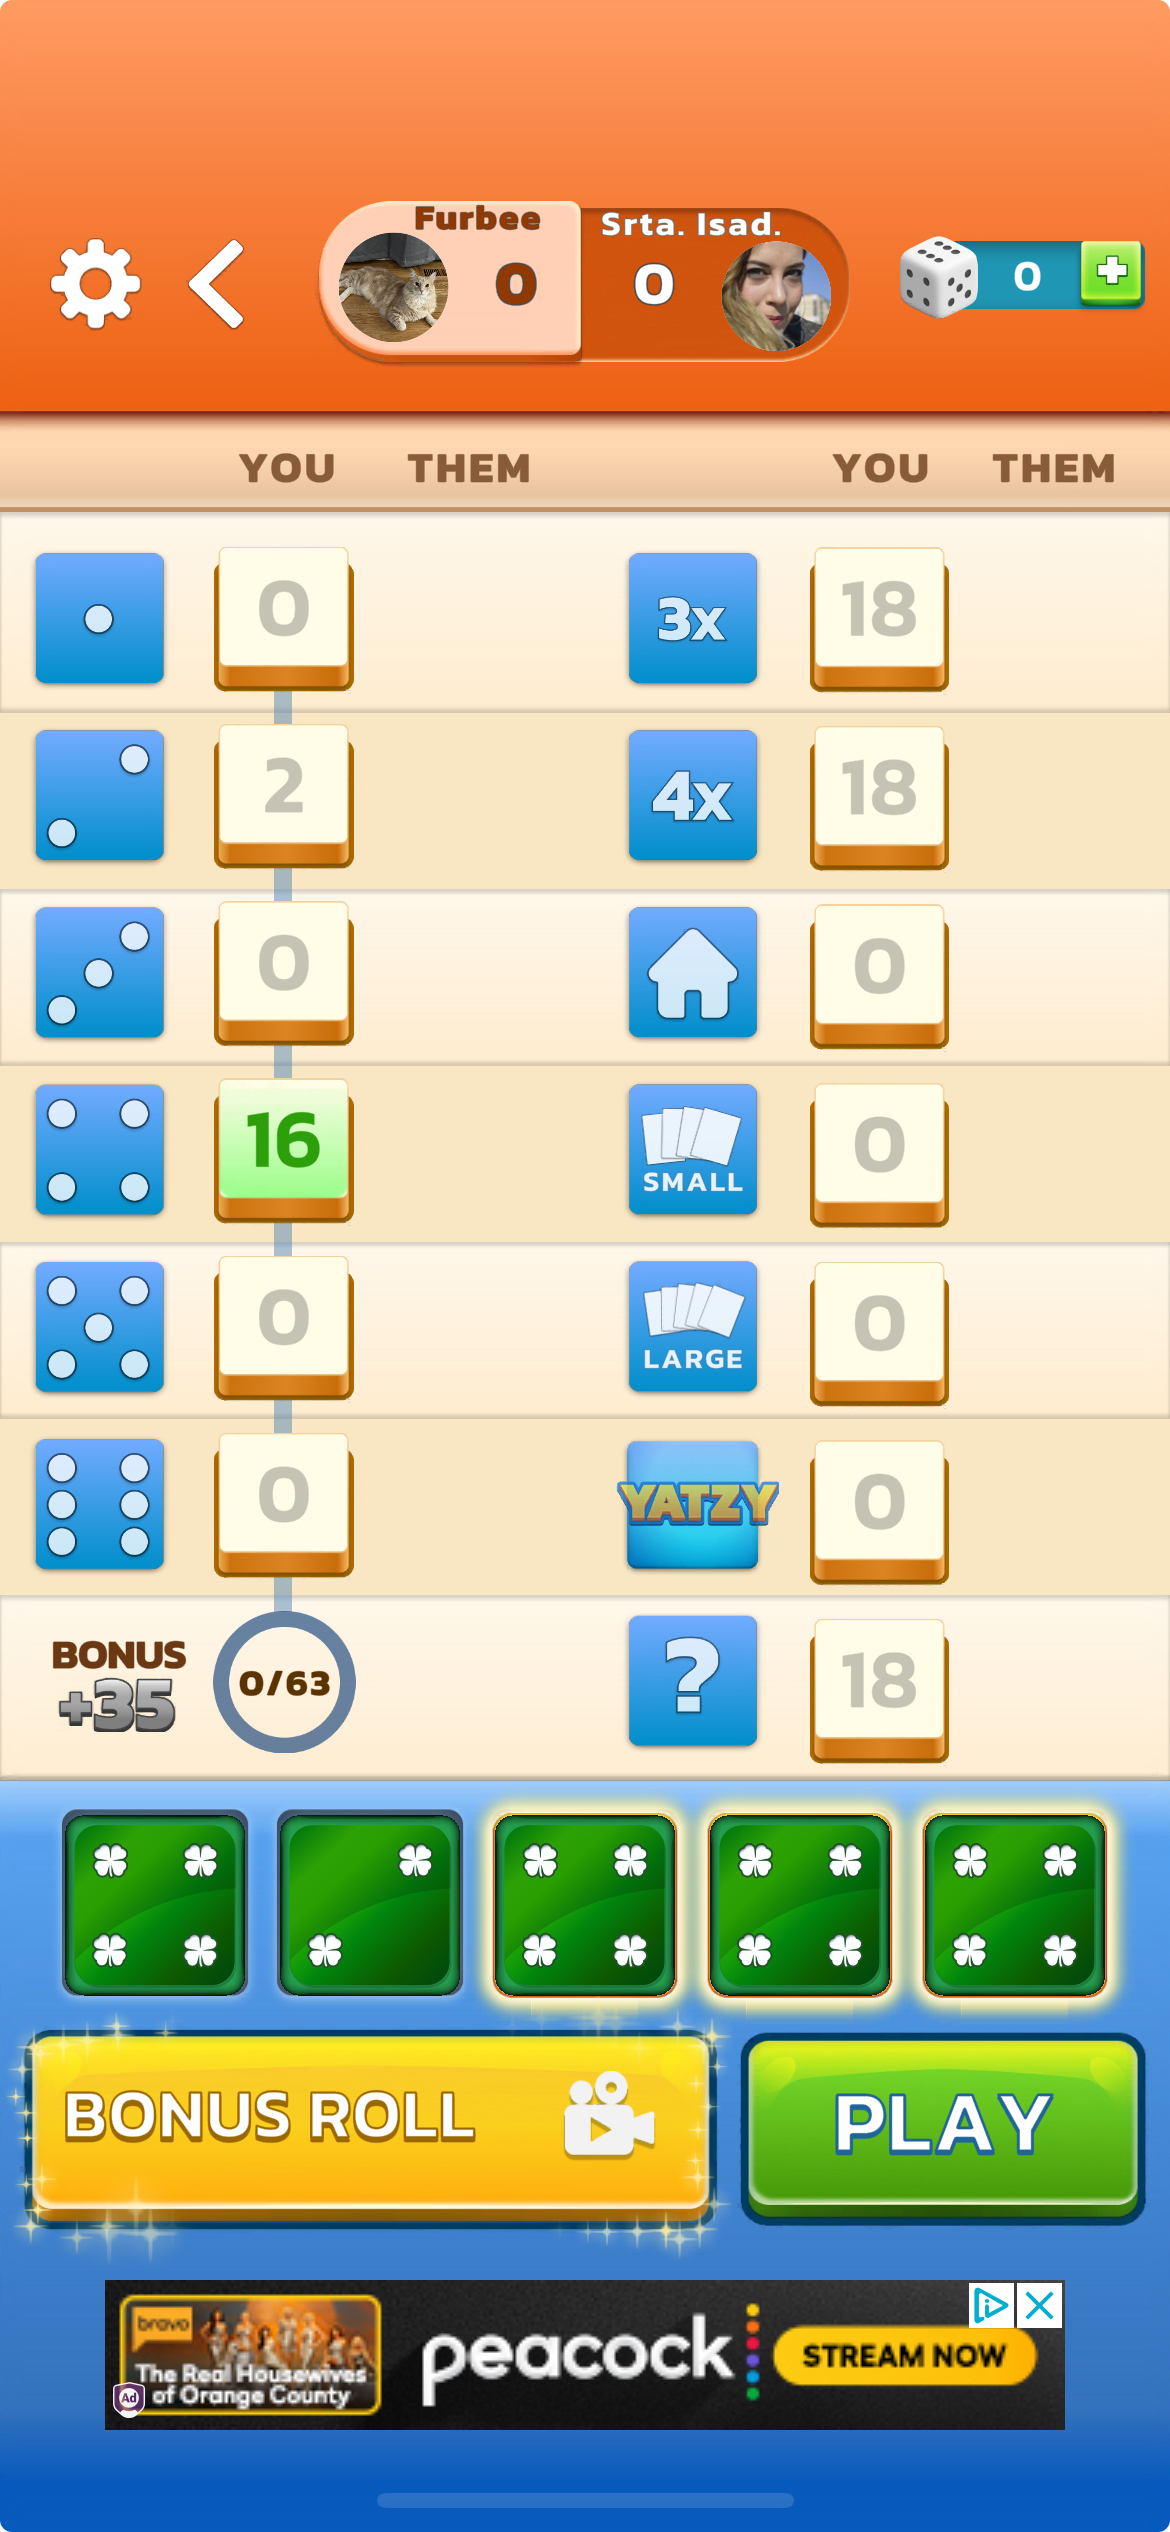 Furbee
Srta. Isad.
0
0
0
YOU THEM YOU THEM
0
3x
18
2
4x
18
0
0
16
SMALL
0
0
LARGE
0
0
YATZY
0
BONUS
+35
0/63
?
18
BONUS ROLL
PLAY
bravo
The Real Housewives
of Orange County
Ad
peacock
STREAM NOW